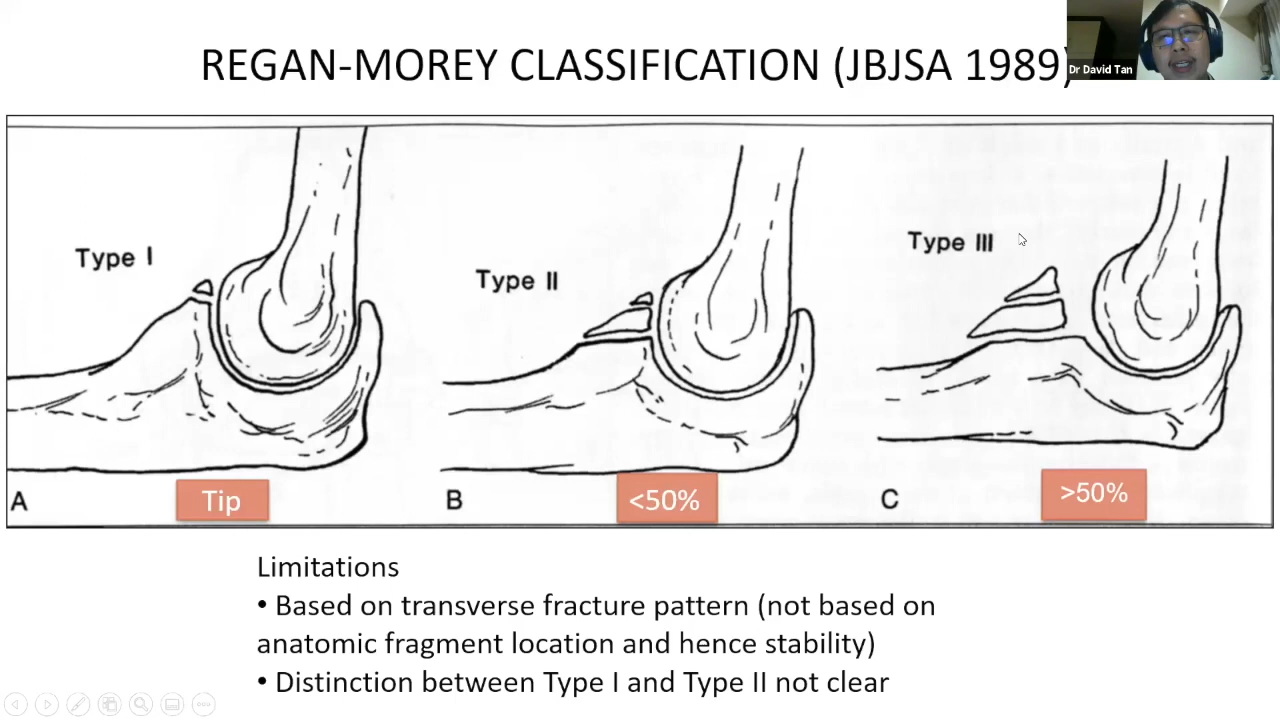 REGAN-MOREY CLASSIFICATION (JBJSA 1989)
Dr David Tan
Type I
Type II
Type III
A
Tip
B
<50%
C
>50%
Limitations
• Based on transverse fracture pattern (not based on
anatomic fragment location and hence stability)
• Distinction between Type I and Type II not clear